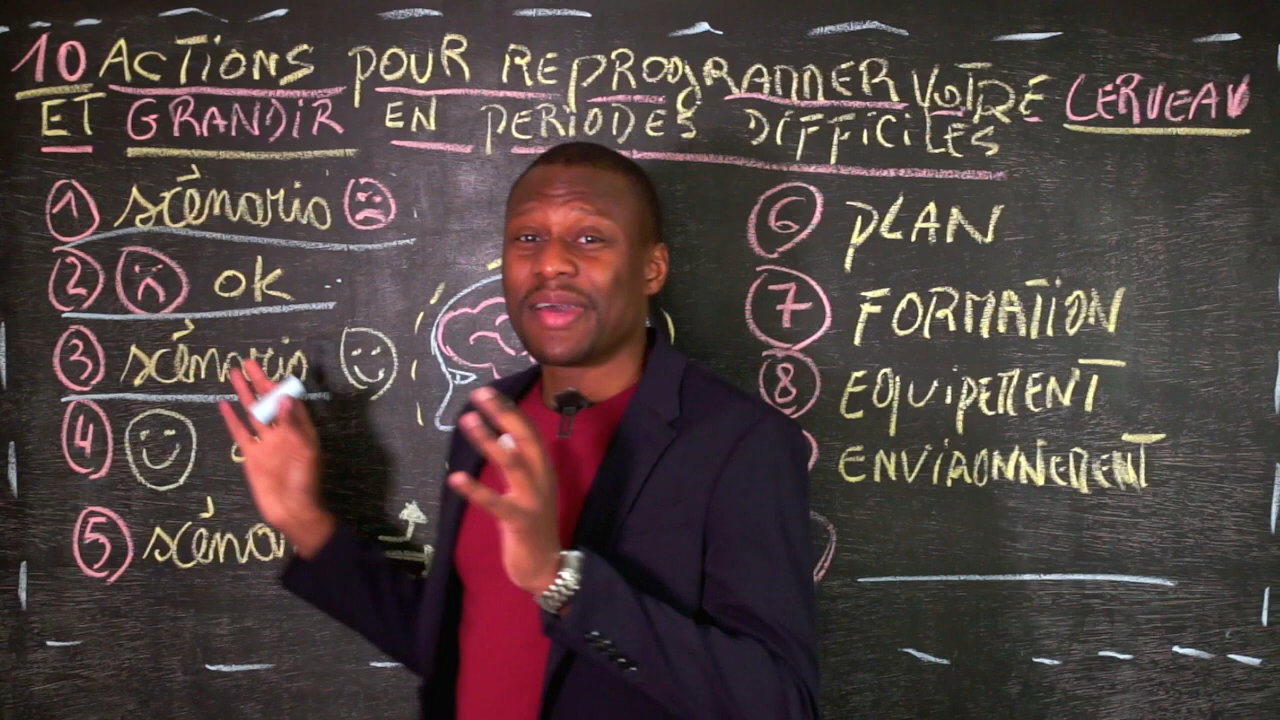 10 ACTIONS POUR REPROGRAMMER VOTRE CERVEAU
ET GRANDIR EN PERIODES DIFFICILES
1 scénario
2 ok
3 scénario
4
5 scénar
6 PLAN
7 FORMATION
8 EQUIPEMENT
ENVIRONNEMENT